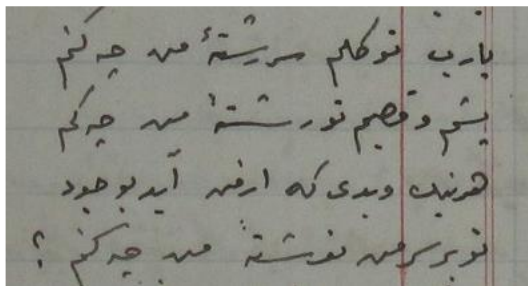 یارب تو گلم سرشتهٔ من چه کنم
پشم و قصبم تو رشتهٔ من چه کنم
هر نیک و بدی که از من آید بوجود
تو بر سر من نوشتهٔ من چه کنم ؟